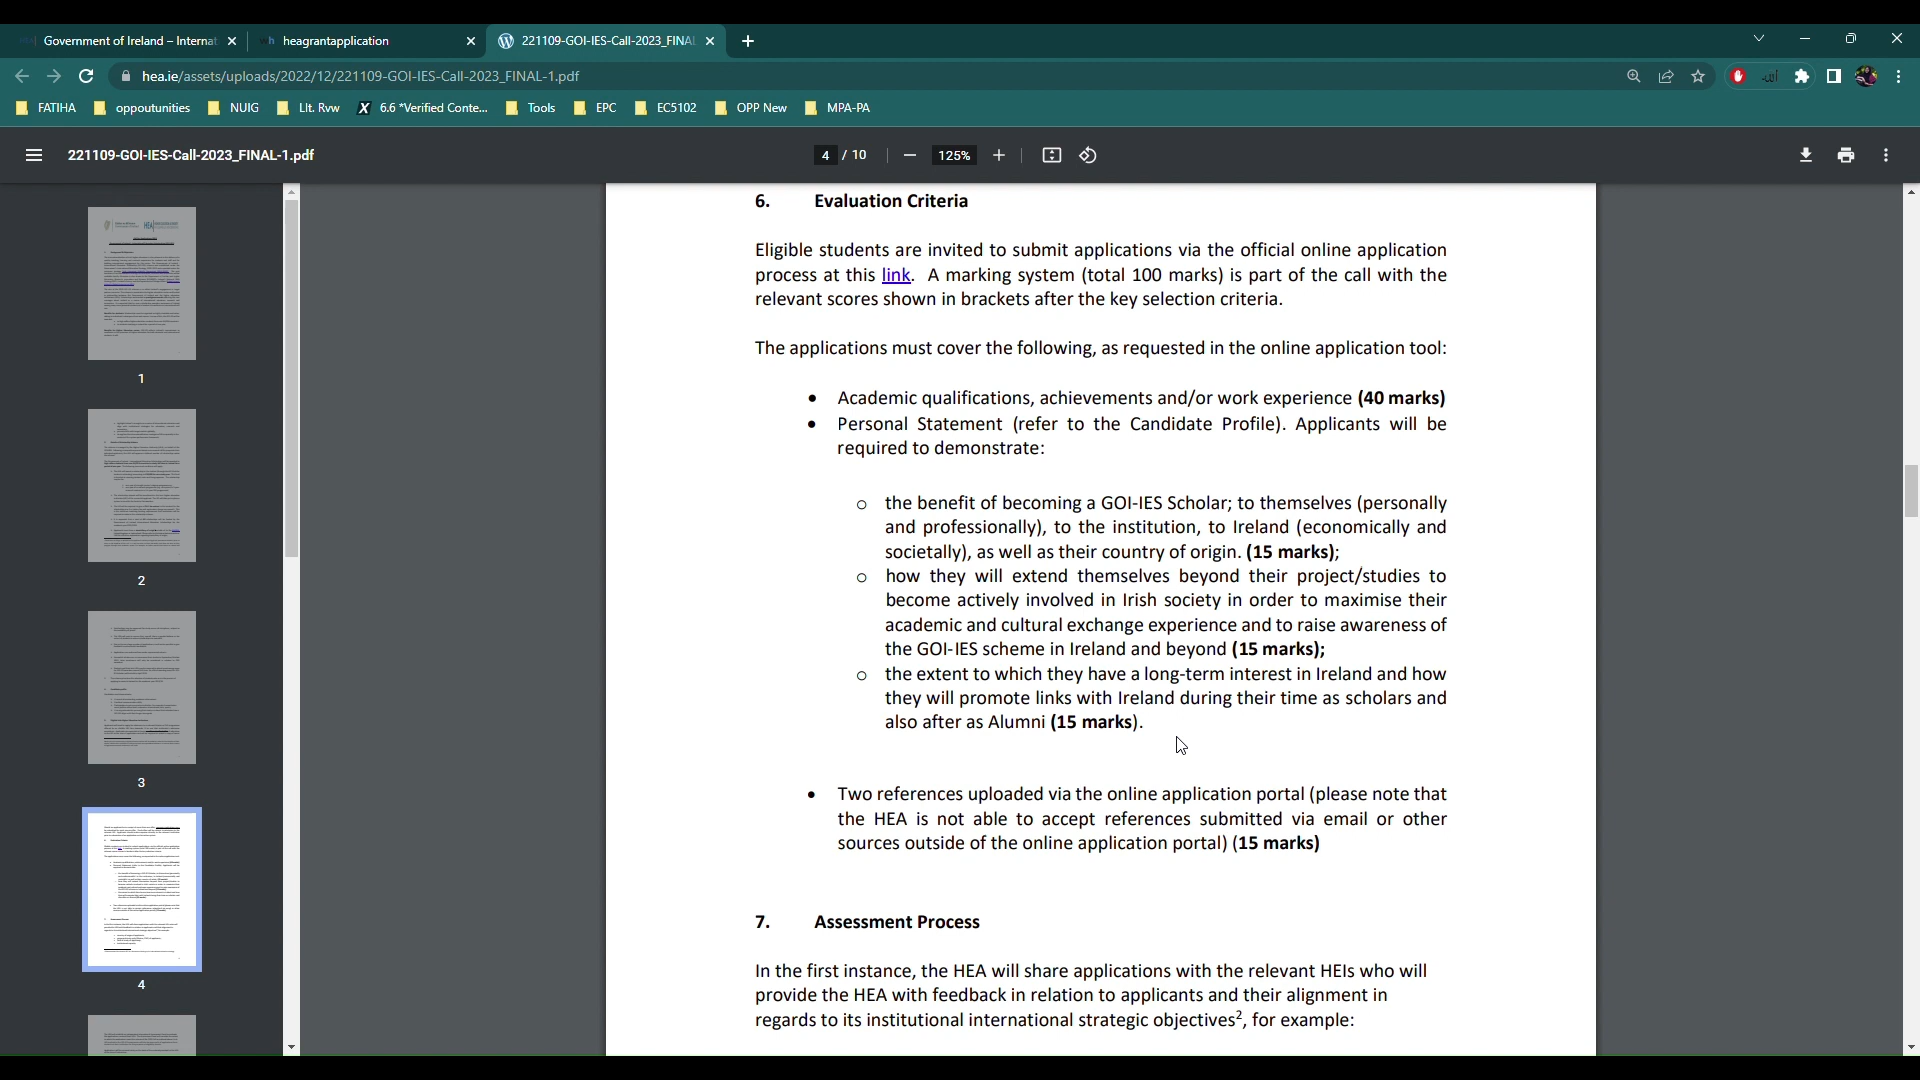 Government of Ireland – Internat
heagrantapplication
221109-GOI-IES-Call-2023_FINAL
hea.ie/assets/uploads/2022/12/221109-GOI-IES-Call-2023_FINAL-1.pdf
FATIHA oppoutunities NUIG LIt. Rvw 6.6 *Verified Conte... Tools EPC EC5102 OPP New MPA-PA
221109-GOI-IES-Call-2023_FINAL-1.pdf 4 / 10 125%
1
2
3
4
6. Evaluation Criteria
Eligible students are invited to submit applications via the official online application
process at this link. A marking system (total 100 marks) is part of the call with the
relevant scores shown in brackets after the key selection criteria.
The applications must cover the following, as requested in the online application tool:
• Academic qualifications, achievements and/or work experience (40 marks)
• Personal Statement (refer to the Candidate Profile). Applicants will be
required to demonstrate:
o the benefit of becoming a GOI-IES Scholar; to themselves (personally
and professionally), to the institution, to Ireland (economically and
societally), as well as their country of origin. (15 marks);
o how they will extend themselves beyond their project/studies to
become actively involved in Irish society in order to maximise their
academic and cultural exchange experience and to raise awareness of
the GOI-IES scheme in Ireland and beyond (15 marks);
o the extent to which they have a long-term interest in Ireland and how
they will promote links with Ireland during their time as scholars and
also after as Alumni (15 marks).
• Two references uploaded via the online application portal (please note that
the HEA is not able to accept references submitted via email or other
sources outside of the online application portal) (15 marks)
7. Assessment Process
In the first instance, the HEA will share applications with the relevant HEIs who will
provide the HEA with feedback in relation to applicants and their alignment in
regards to its institutional international strategic objectives², for example: